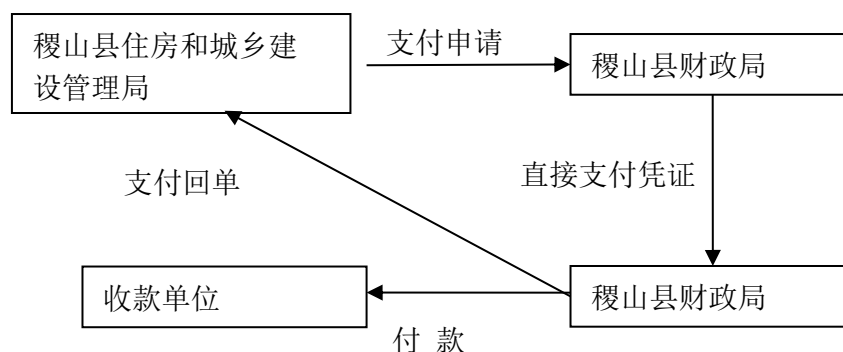 稷山县住房和城乡建
设管理局
支付申请
稷山县财政局
支付回单
直接支付凭证
收款单位
稷山县财政局
付 款